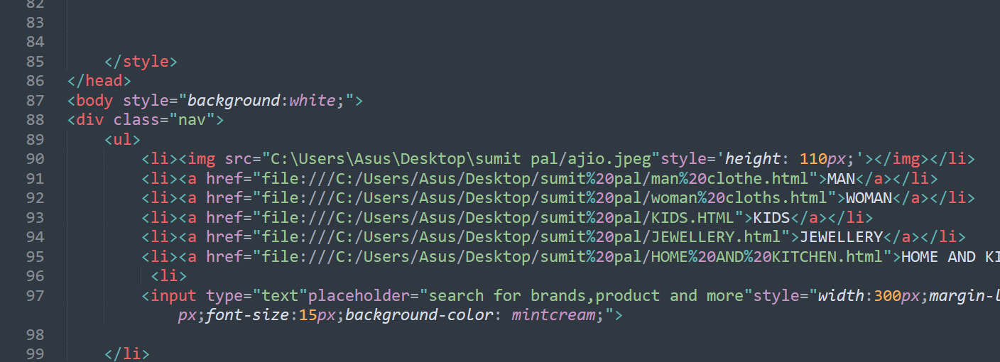 82
83
84
85 </style>
86 </head>
87 <body style="background:white;">
88 <div class="nav">
89 <ul>
90 <li><img src="C:\Users\Asus\Desktop\sumit pal/ajio.jpeg"style='height: 110px;'></img></li>
91 <li><a href="file:///C:/Users/Asus/Desktop/sumit%20pal/man%20clothe.html">MAN</a></li>
92 <li><a href="file:///C:/Users/Asus/Desktop/sumit%20pal/woman%20cloths.html">WOMAN</a></li>
93 <li><a href="file:///C:/Users/Asus/Desktop/sumit%20pal/KIDS.HTML">KIDS</a></li>
94 <li><a href="file:///C:/Users/Asus/Desktop/sumit%20pal/JEWELLERY.html">JEWELLERY</a></li>
95 <li><a href="file:///C:/Users/Asus/Desktop/sumit%20pal/HOME%20AND%20KITCHEN.html">HOME AND KI
96 <li>
97 <input type="text"placeholder="search for brands,product and more"style="width:300px;margin-l
px;font-size:15px;background-color: mintcream;">
98
99 </li>